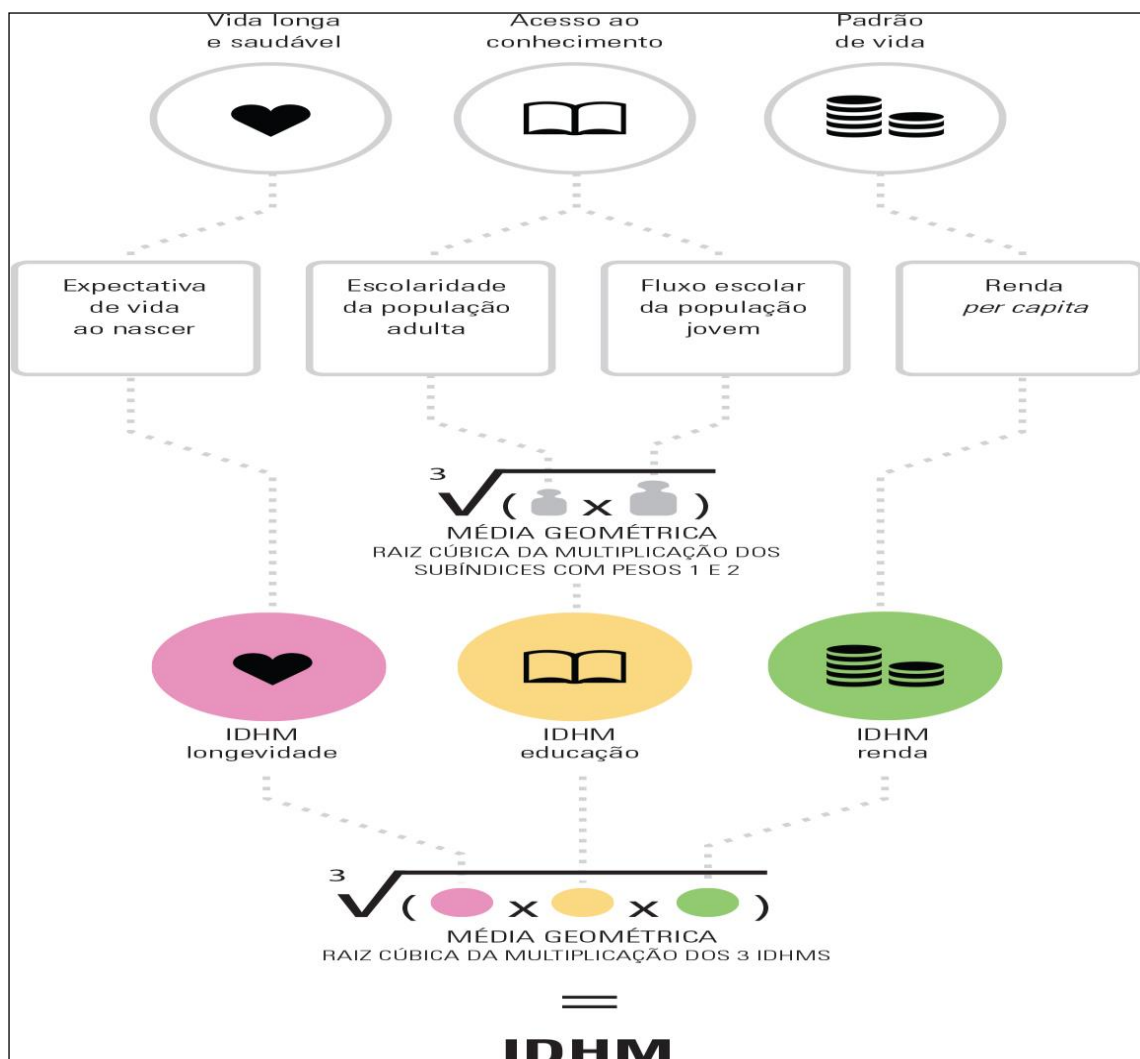 Vida longa
e saudável
Acesso ao
conhecimento
Padrão
de vida
Expectativa
de vida
ao nascer
Escolaridade
da população
adulta
Fluxo escolar
da população
jovem
Renda
per capita
3√( x )
MÉDIA GEOMÉTRICA
RAIZ CÚBICA DA MULTIPLICAÇÃO DOS
SUBÍNDICES COM PESOS 1 E 2
IDHM
longevidade
IDHM
educação
IDHM
renda
3√( x x )
MÉDIA GEOMÉTRICA
RAIZ CÚBICA DA MULTIPLICAÇÃO DOS 3 IDHMS
=
IDHM